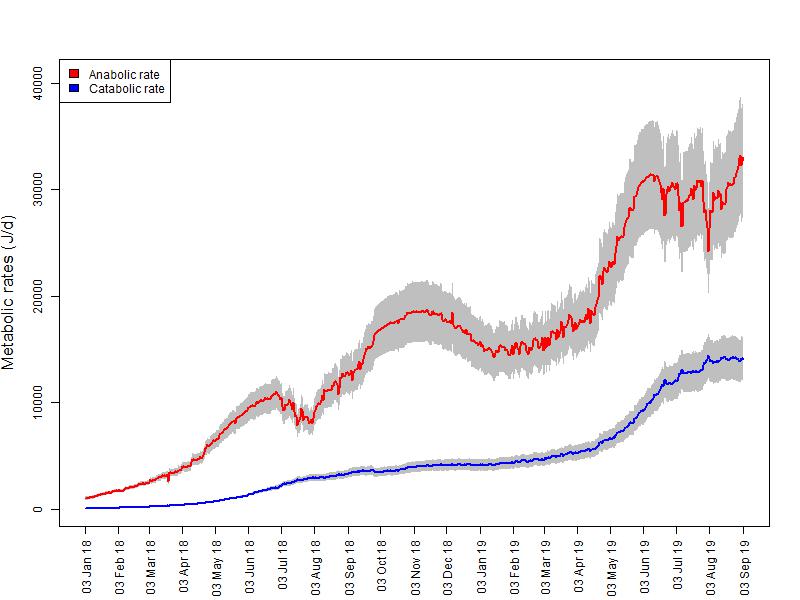 Anabolic rate
Catabolic rate
Metabolic rates (J/d)
40000
30000
20000
10000
0
03 Jan 18
03 Feb 18
03 Mar 18
03 Apr 18
03 May 18
03 Jun 18
03 Jul 18
03 Aug 18
03 Sep 18
03 Oct 18
03 Nov 18
03 Dec 18
03 Jan 19
03 Feb 19
03 Mar 19
03 Apr 19
03 May 19
03 Jun 19
03 Jul 19
03 Aug 19
03 Sep 19